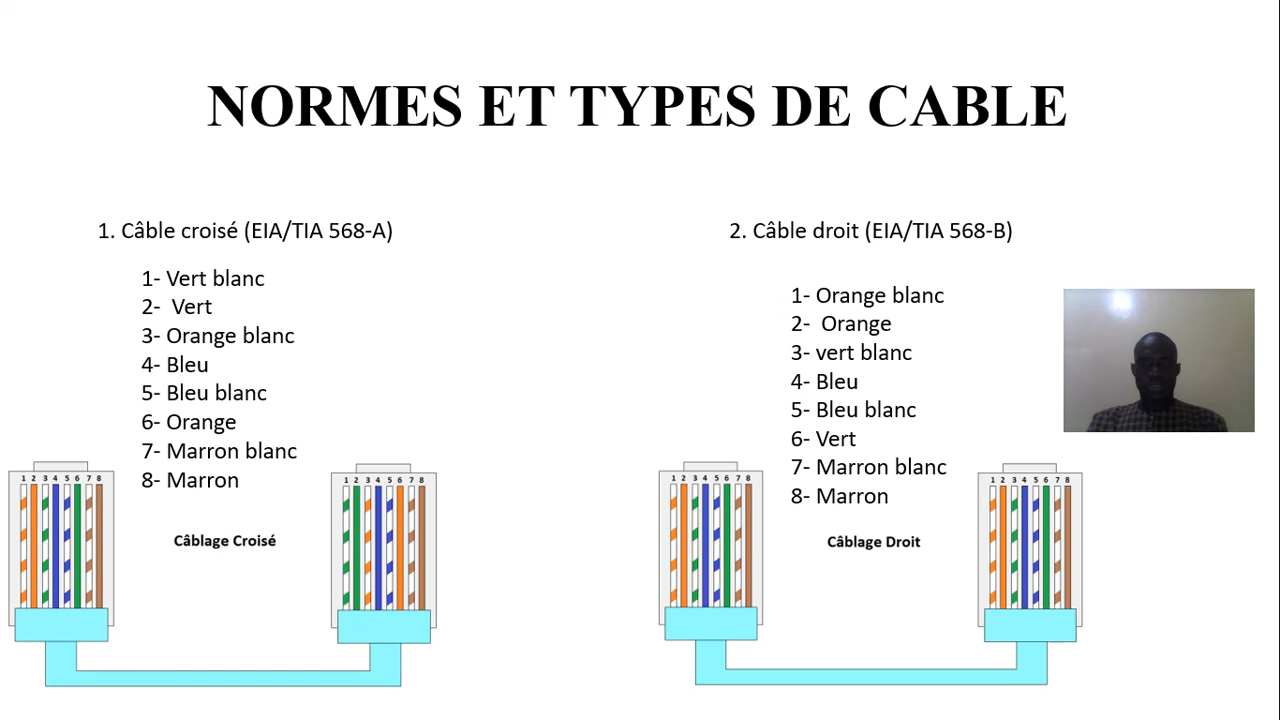 NORMES ET TYPES DE CABLE
1. Câble croisé (EIA/TIA 568-A)
1- Vert blanc
2- Vert
3- Orange blanc
4- Bleu
5- Bleu blanc
6- Orange
7- Marron blanc
8- Marron
1 2 3 4 5 6 7 8
1 2 3 4 5 6 7 8
Câblage Croisé
2. Câble droit (EIA/TIA 568-B)
1- Orange blanc
2- Orange
3- vert blanc
4- Bleu
5- Bleu blanc
6- Vert
7- Marron blanc
8- Marron
1 2 3 4 5 6 7 8
1 2 3 4 5 6 7 8
Câblage Droit